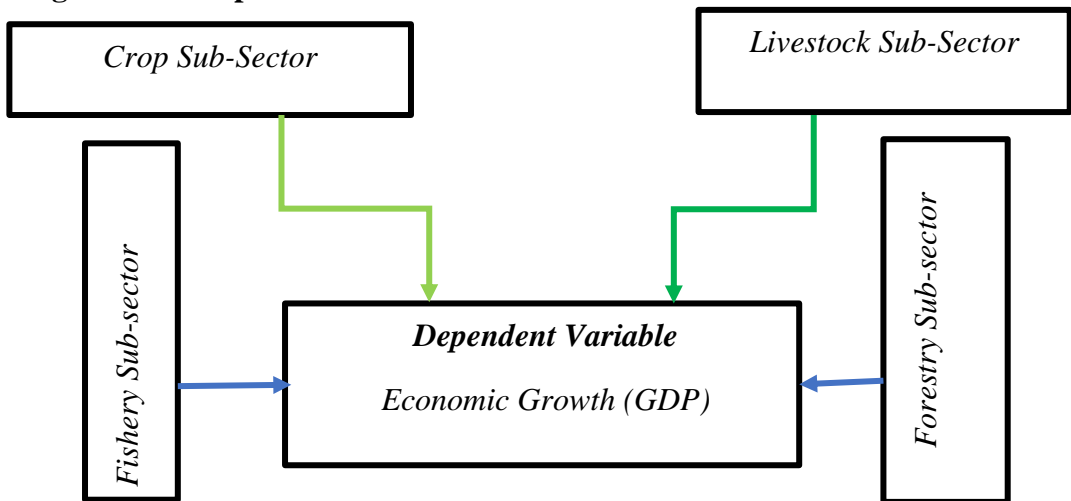 Crop Sub-Sector
Livestock Sub-Sector
Fishery Sub-sector
Forestry Sub-sector
Dependent Variable
Economic Growth (GDP)